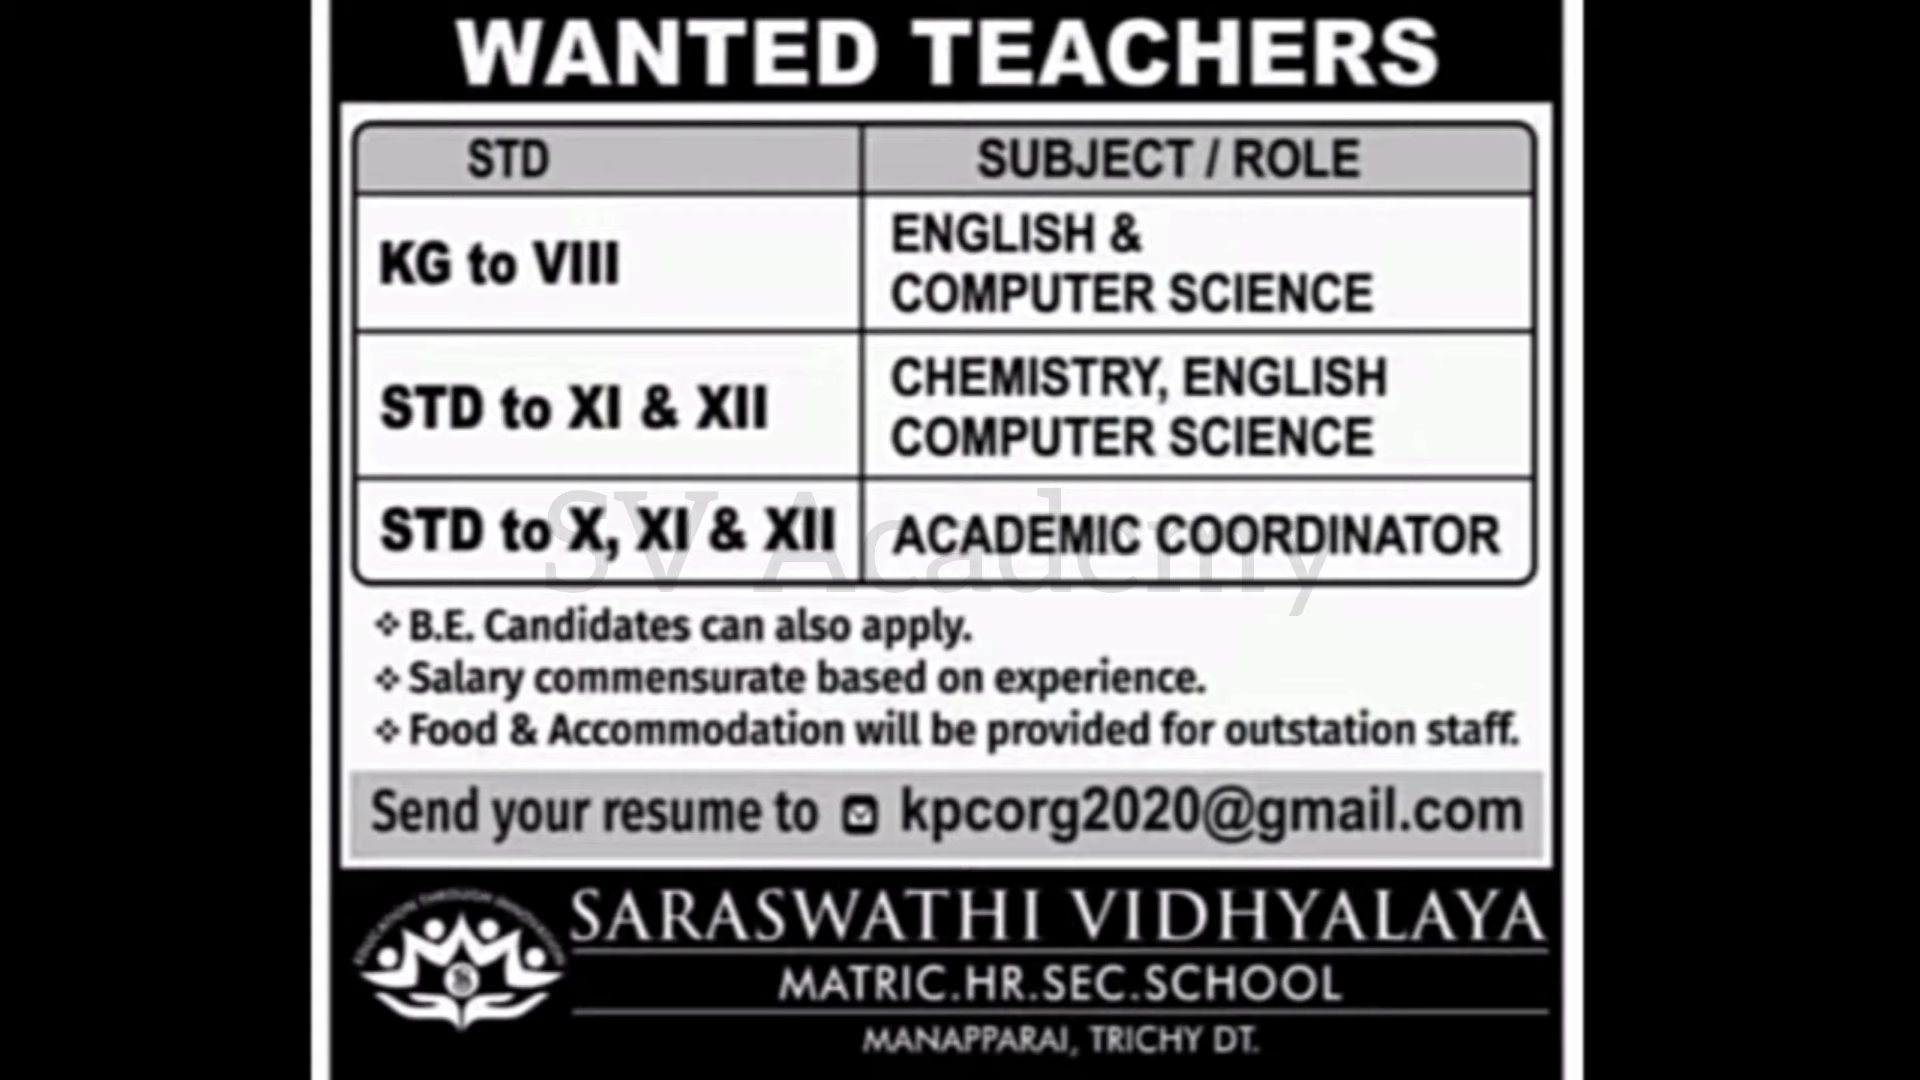 WANTED TEACHERS
STD
SUBJECT / ROLE
KG to VIII
ENGLISH &
COMPUTER SCIENCE
STD to XI & XII
CHEMISTRY, ENGLISH
COMPUTER SCIENCE
STD to X, XI & XII
ACADEMIC COORDINATOR
SV Academy
❖ B.E. Candidates can also apply.
❖ Salary commensurate based on experience.
❖ Food & Accommodation will be provided for outstation staff.
Send your resume to kpcorg2020@gmail.com
EDUCATION THROUGH
SARASWATHI VIDHYALAYA
MATRIC.HR.SEC.SCHOOL
MANAPPARAI, TRICHY DT.